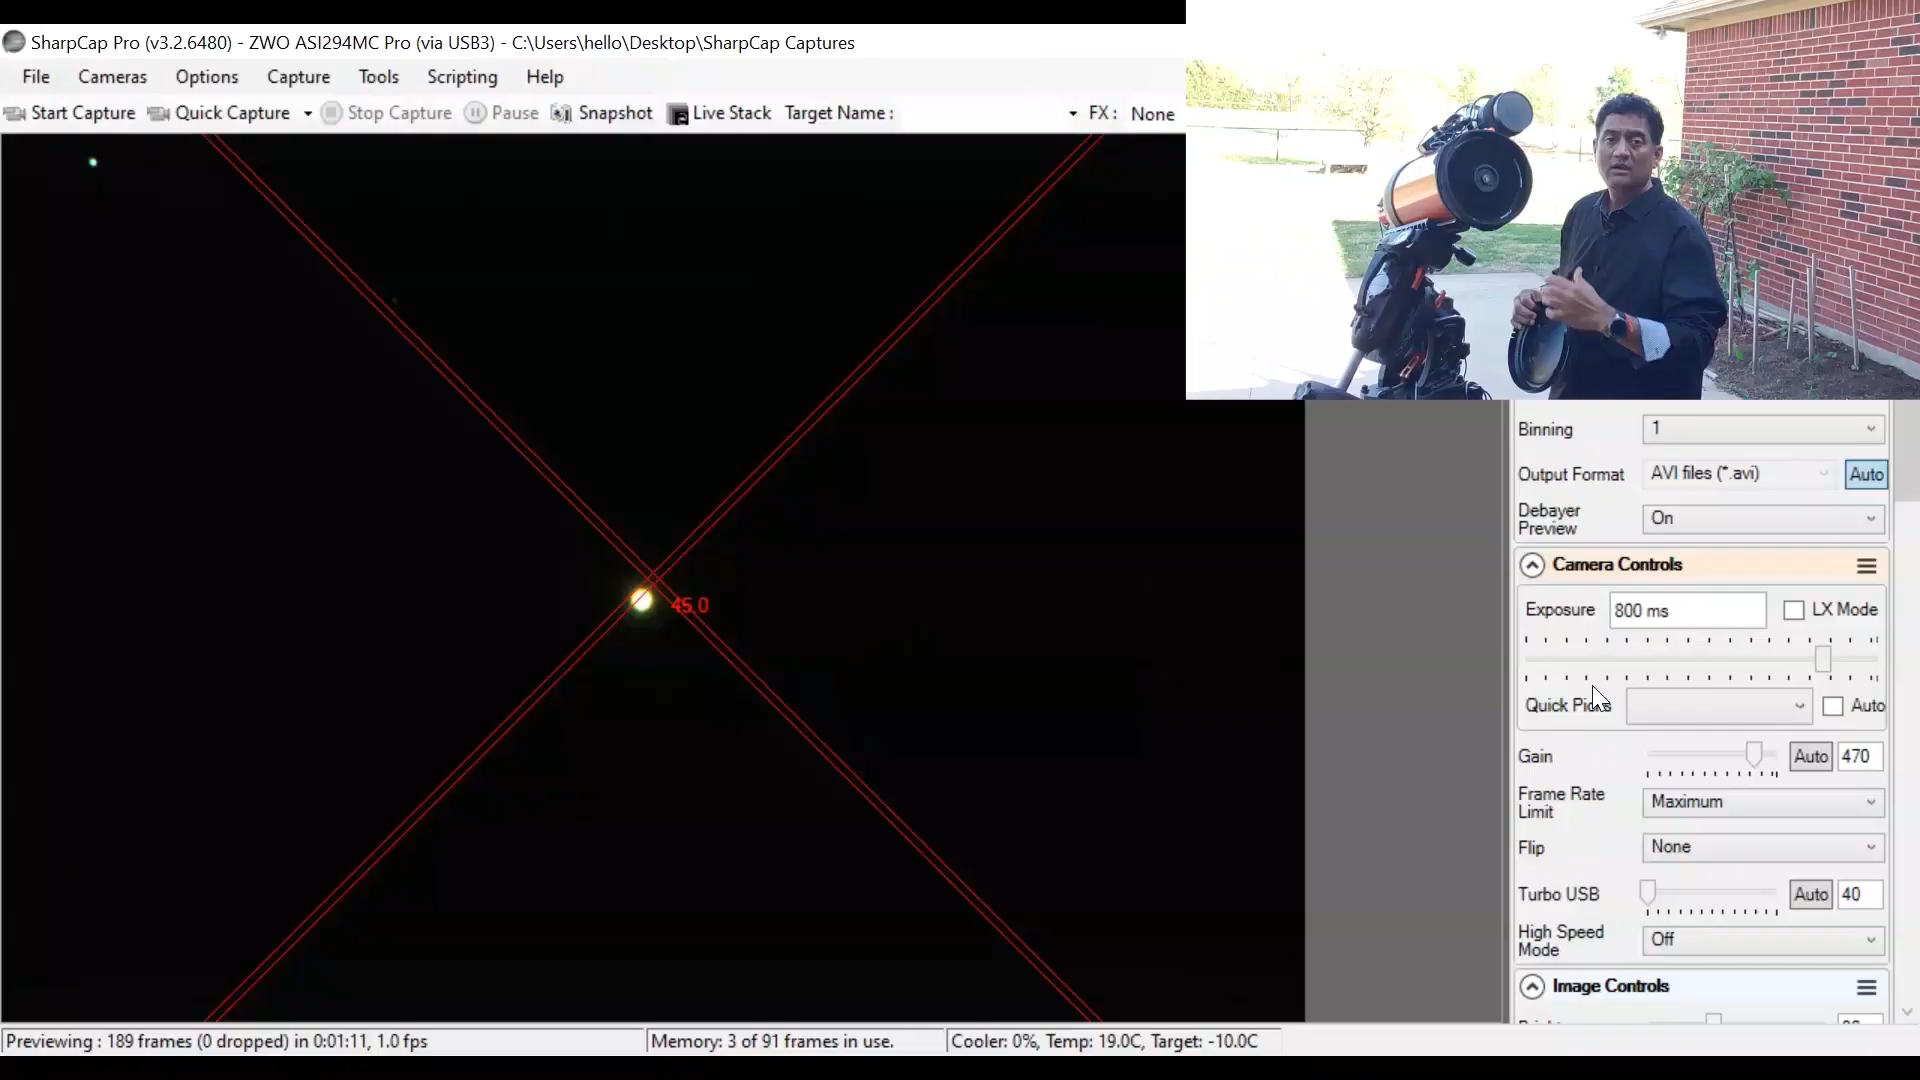 SharpCap Pro (v3.2.6480) - ZWO ASI294MC Pro (via USB3) - C:\Users\hello\Desktop\SharpCap Captures
File Cameras Options Capture Tools Scripting Help
Start Capture Quick Capture Stop Capture Pause Snapshot Live Stack Target Name : FX : None
45.0
Binning 1
Output Format AVI files (*.avi) Auto
Debayer Preview On
Camera Controls
Exposure 800 ms LX Mode
Quick Auto
Gain Auto 470
Frame Rate Limit Maximum
Flip None
Turbo USB Auto 40
High Speed Mode Off
Image Controls
Previewing : 189 frames (0 dropped) in 0:01:11, 1.0 fps Memory: 3 of 91 frames in use. Cooler: 0%, Temp: 19.0C, Target: -10.0C